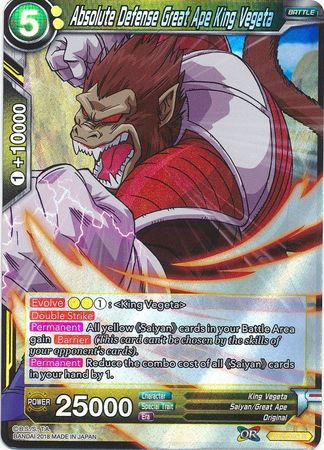 5 Absolute Defense Great Ape King Vegeta BATTLE
1 +10000
Evolve 1 : <King Vegeta>
Double Strike
Permanent All yellow 《Saiyan》 cards in your Battle Area
gain Barrier (This card can't be chosen by the skills of
your opponent's cards).
Permanent Reduce the combo cost of all 《Saiyan》 cards
in your hand by 1.
©B.S./S.,T.A.
BANDAI 2018 MADE IN JAPAN
POWER 25000
Character King Vegeta
Special Trait Saiyan/Great Ape
Era Original